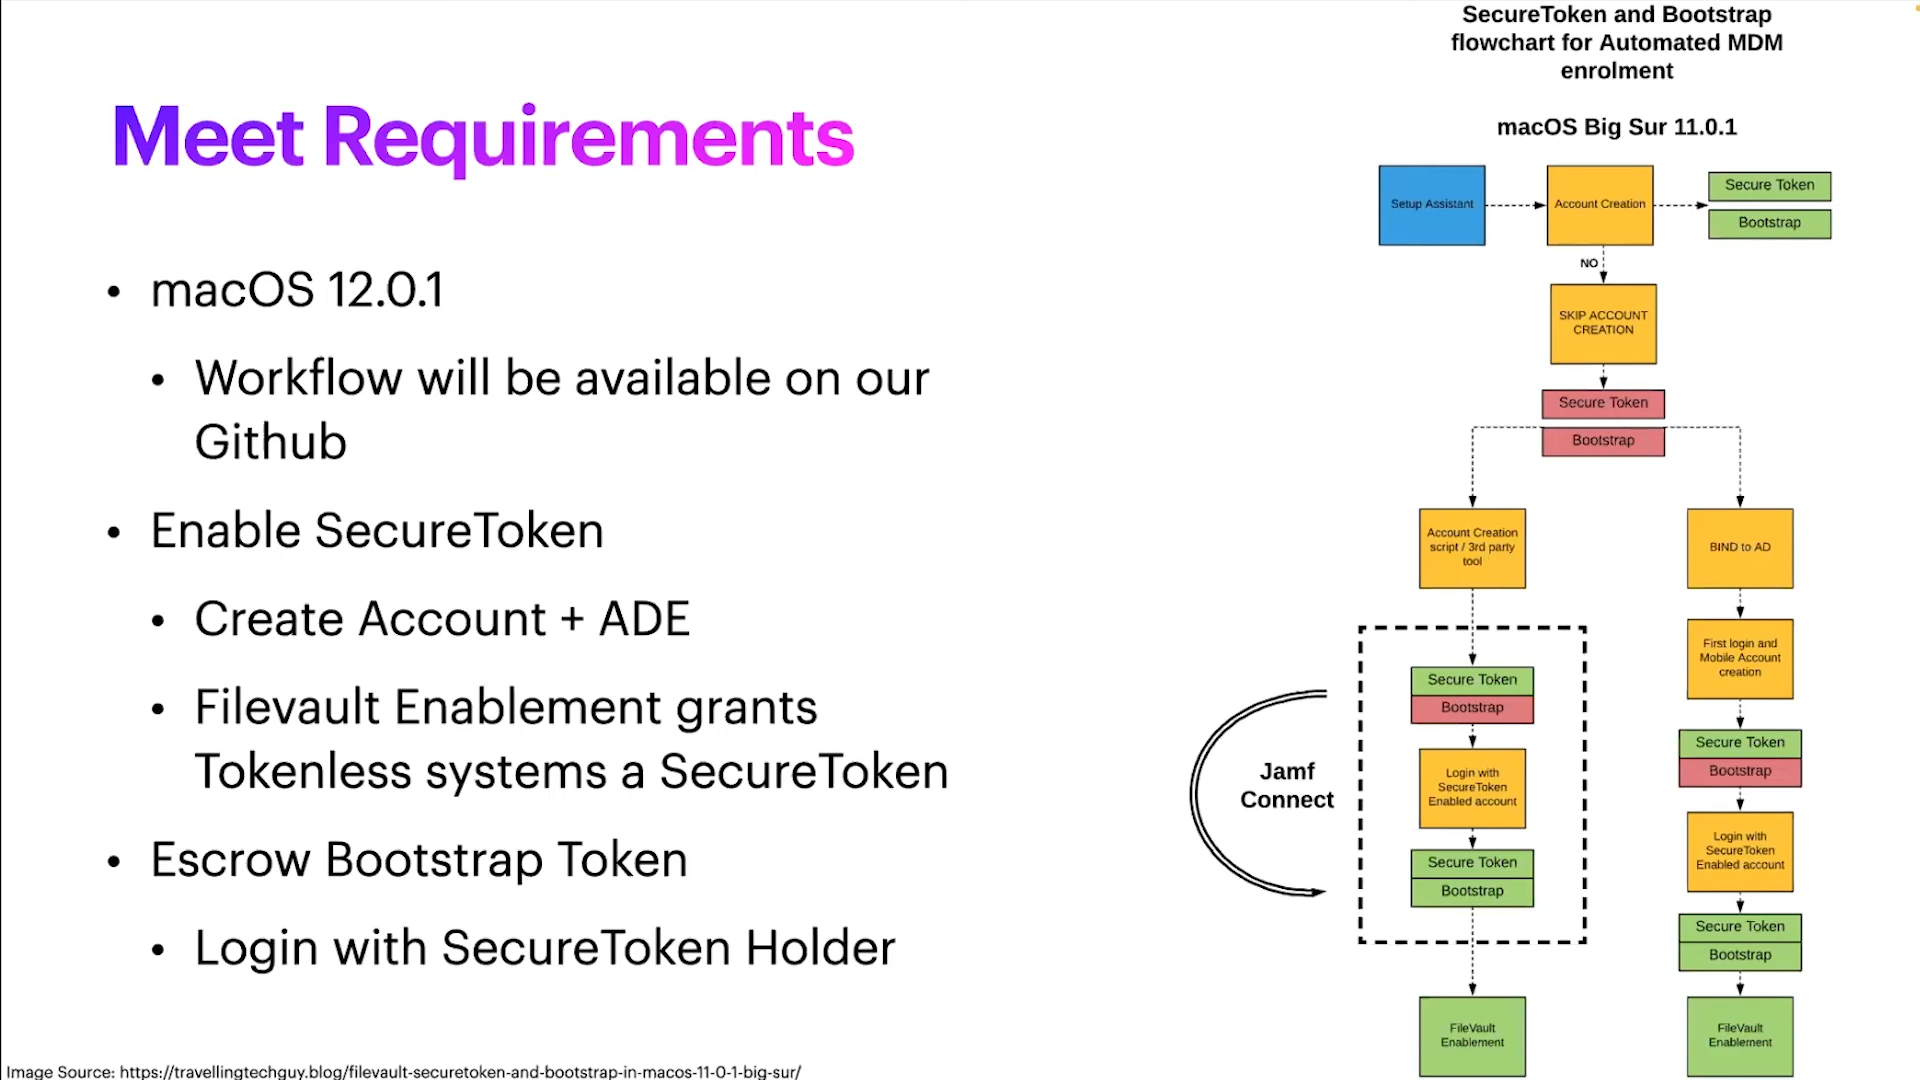 SecureToken and Bootstrap
flowchart for Automated MDM
enrolment
macOS Big Sur 11.0.1
Meet Requirements
• macOS 12.0.1
• Workflow will be available on our
Github
• Enable SecureToken
• Create Account + ADE
• Filevault Enablement grants
Tokenless systems a SecureToken
• Escrow Bootstrap Token
• Login with SecureToken Holder
Setup Assistant
Account Creation
Secure Token
Bootstrap
NO
SKIP ACCOUNT
CREATION
Secure Token
Bootstrap
Account Creation
script / 3rd party
tool
Secure Token
Bootstrap
Login with
SecureToken
Enabled account
Secure Token
Bootstrap
FileVault
Enablement
Jamf
Connect
BIND to AD
First login and
Mobile Account
creation
Secure Token
Bootstrap
Login with
SecureToken
Enabled account
Secure Token
Bootstrap
FileVault
Enablement
Image Source: https://travellingtechguy.blog/filevault-securetoken-and-bootstrap-in-macos-11-0-1-big-sur/